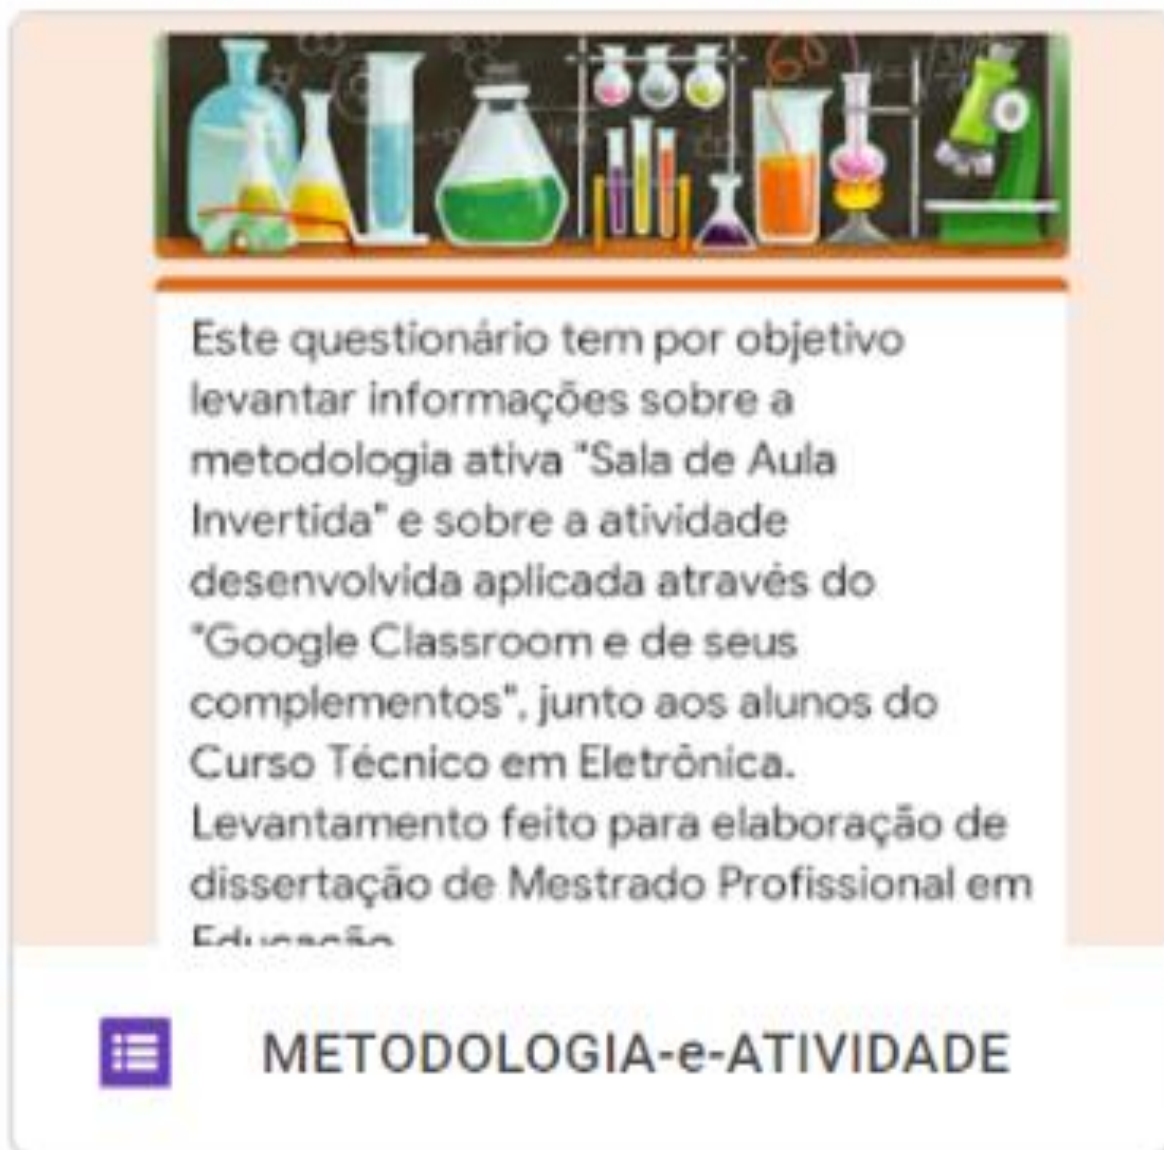 Este questionário tem por objetivo
levantar informações sobre a
metodologia ativa "Sala de Aula
Invertida" e sobre a atividade
desenvolvida aplicada através do
"Google Classroom e de seus
complementos", junto aos alunos do
Curso Técnico em Eletrônica.
Levantamento feito para elaboração de
dissertação de Mestrado Profissional em
Educação
METODOLOGIA-e-ATIVIDADE